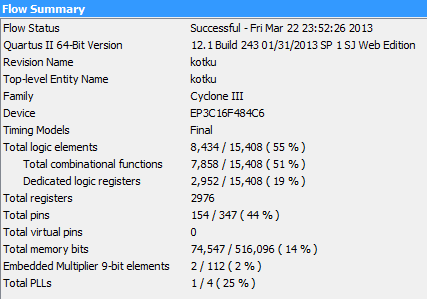 Flow Summary
Flow Status Successful - Fri Mar 22 23:52:26 2013
Quartus II 64-Bit Version 12.1 Build 243 01/31/2013 SP 1 SJ Web Edition
Revision Name kotku
Top-level Entity Name kotku
Family Cyclone III
Device EP3C16F484C6
Timing Models Final
Total logic elements 8,434 / 15,408 ( 55 % )
Total combinational functions 7,858 / 15,408 ( 51 % )
Dedicated logic registers 2,952 / 15,408 ( 19 % )
Total registers 2976
Total pins 154 / 347 ( 44 % )
Total virtual pins 0
Total memory bits 74,547 / 516,096 ( 14 % )
Embedded Multiplier 9-bit elements 2 / 112 ( 2 % )
Total PLLs 1 / 4 ( 25 % )